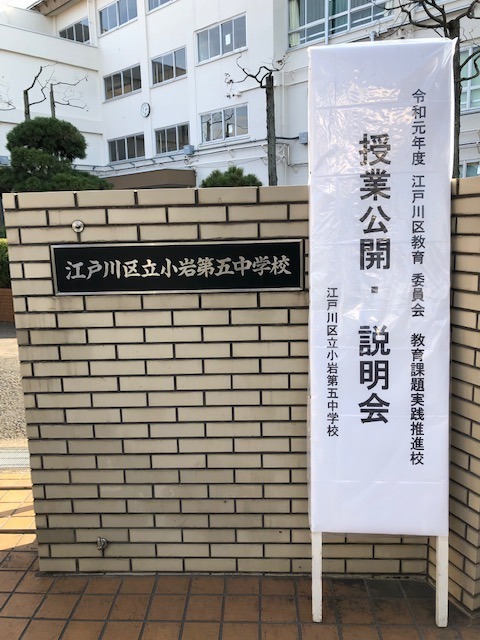 江戸川区立小岩第五中学校
令和元年度 江戸川区教育委員会 教育課題実践推進校
授業公開・説明会
江戸川区立小岩第五中学校